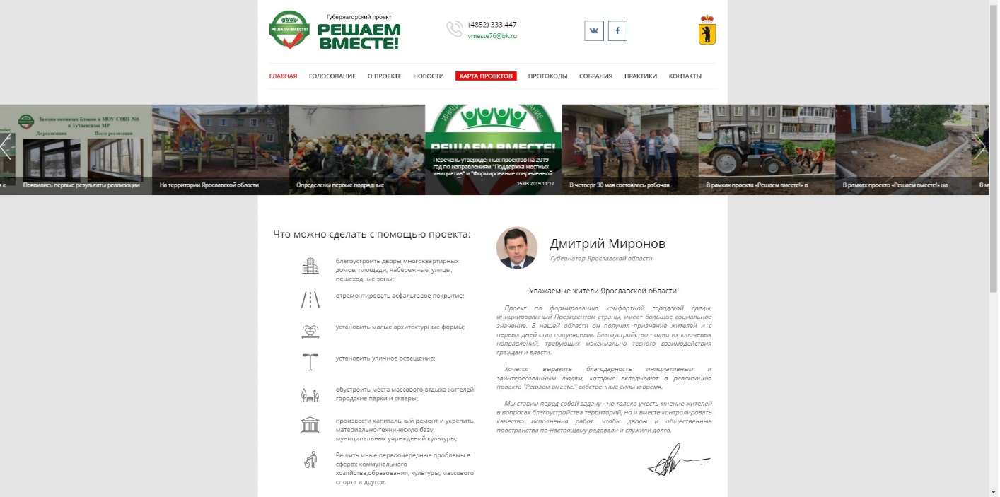 Губернаторский проект
РЕШАЕМ
ВМЕСТЕ!
РЕШАЕМ ВМЕСТЕ!
(4852) 333 447
vmeste76@bk.ru
ГЛАВНАЯ ГОЛОСОВАНИЕ О ПРОЕКТЕ НОВОСТИ КАРТА ПРОЕКТОВ ПРОТОКОЛЫ СОБРАНИЯ ПРАКТИКИ КОНТАКТЫ
я к
Замена оконных блоков в МОУ СОШ №6
в Тутаевском МР
До реализации После реализации
Появились первые результаты реализации
На территории Ярославской области
Определены первые подрядные
РЕШАЕМ ВМЕСТЕ!
Перечень утверждённых проектов на 2019
год по направлениям "Поддержка местных
инициатив" и "Формирование современной
15.03.2019 11:17
В четверг 30 мая состоялась рабочая
В рамках проекта «Решаем вместе!» в
В рамках проекта «Решаем вместе!» на
Что можно сделать с помощью проекта:
благоустроить дворы многоквартирных
домов, площади, набережные, улицы,
пешеходные зоны;
отремонтировать асфальтовое покрытие;
установить малые архитектурные формы;
установить уличное освещение;
обустроить места массового отдыха жителей:
городские парки и скверы;
произвести капитальный ремонт и укрепить
материально-техническую базу
муниципальных учреждений культуры;
Решить иные первоочередные проблемы в
сферах коммунального
хозяйства,образования, культуры, массового
спорта и другое.
Дмитрий Миронов
Губернатор Ярославской области
Уважаемые жители Ярославской области!
Проект по формированию комфортной городской среды,
инициированный Президентом страны, имеет большое социальное
значение. В нашей области он получил признание жителей и с
первых дней стал популярным. Благоустройство - одно их ключевых
направлений, требующих максимально тесного взаимодействия
граждан и власти.
Хочется выразить благодарность инициативным и
заинтересованным людям, которые вкладывают в реализацию
проекта "Решаем вместе!" собственные силы и время.
Мы ставим перед собой задачу - не только учесть мнение жителей
в вопросах благоустройства территорий, но и вместе контролировать
качество исполнения работ, чтобы дворы и общественные
пространства по-настоящему радовали и служили долго.